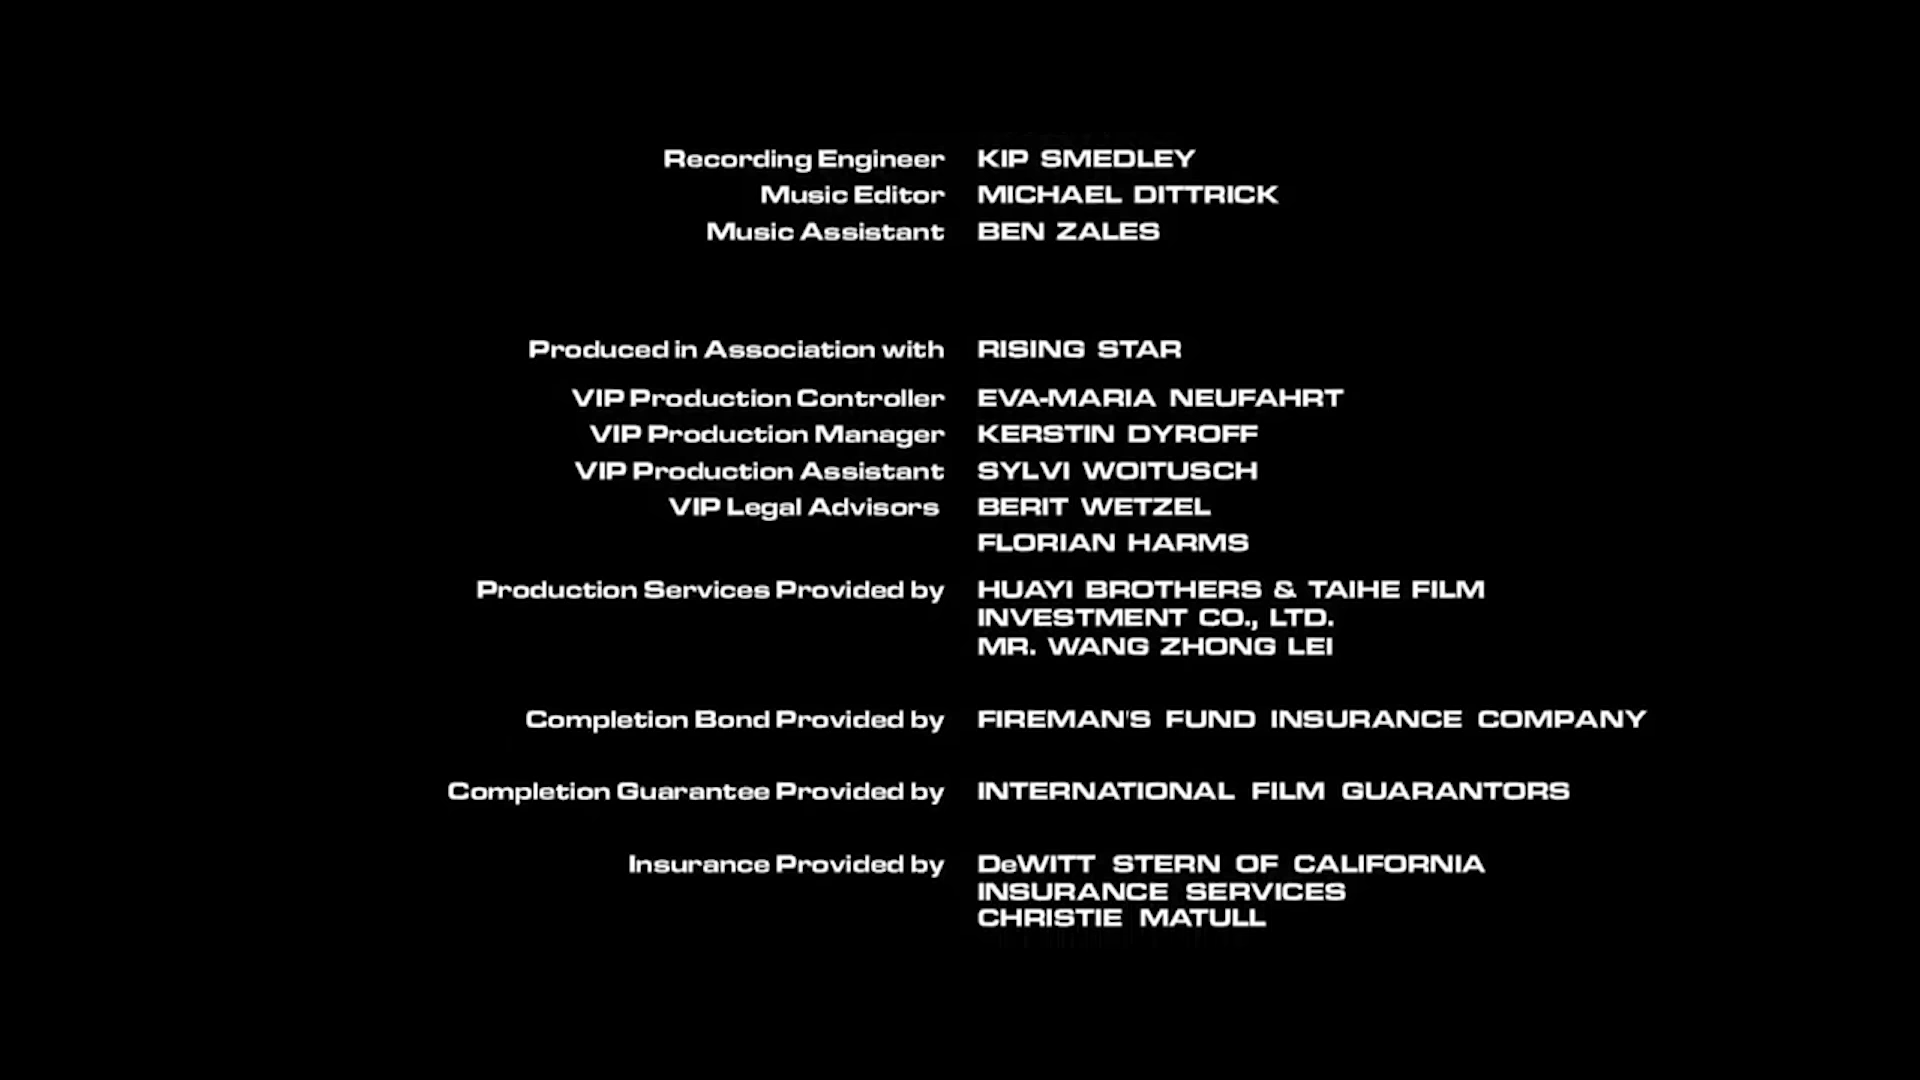 Recording Engineer KIP SMEDLEY
Music Editor MICHAEL DITTRICK
Music Assistant BEN ZALES
Produced in Association with RISING STAR
VIP Production Controller EVA-MARIA NEUFAHRT
VIP Production Manager KERSTIN DYROFF
VIP Production Assistant SYLVI WOITUSCH
VIP Legal Advisors BERIT WETZEL
FLORIAN HARMS
Production Services Provided by HUAYI BROTHERS & TAIHE FILM
INVESTMENT CO., LTD.
MR. WANG ZHONG LEI
Completion Bond Provided by FIREMAN'S FUND INSURANCE COMPANY
Completion Guarantee Provided by INTERNATIONAL FILM GUARANTORS
Insurance Provided by DeWITT STERN OF CALIFORNIA
INSURANCE SERVICES
CHRISTIE MATULL